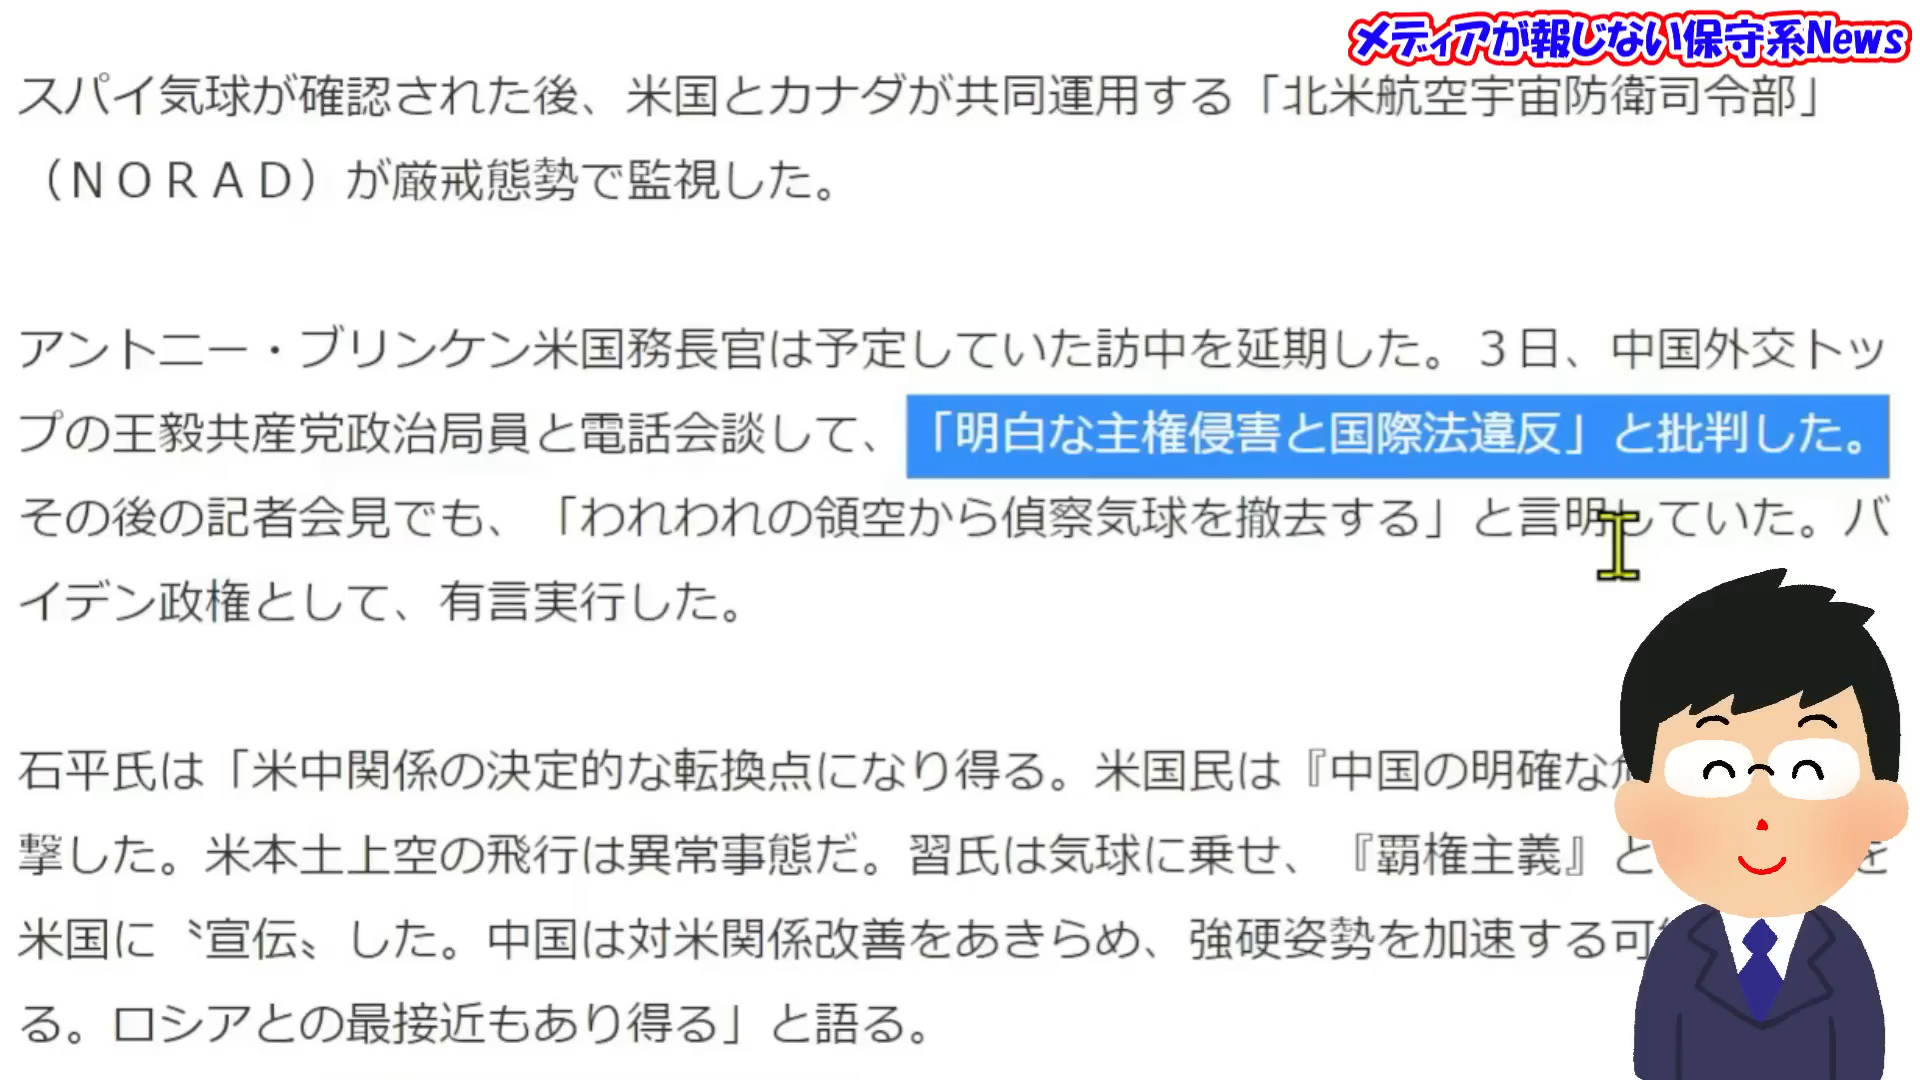 メディアが報じない保守系News
スパイ気球が確認された後、米国とカナダが共同運用する「北米航空宇宙防衛司令部」
（ＮＯＲＡＤ）が厳戒態勢で監視した。
アントニー・ブリンケン米国務長官は予定していた訪中を延期した。３日、中国外交トッ
プの王毅共産党政治局員と電話会談して、「明白な主権侵害と国際法違反」と批判した。
その後の記者会見でも、「われわれの領空から偵察気球を撤去する」と言明していた。バ
イデン政権として、有言実行した。
石平氏は「米中関係の決定的な転換点になり得る。米国民は『中国の明確な
撃した。米本土上空の飛行は異常事態だ。習氏は気球に乗せ、『覇権主義』と を
米国に〝宣伝〟した。中国は対米関係改善をあきらめ、強硬姿勢を加速する可
る。ロシアとの最接近もあり得る」と語る。